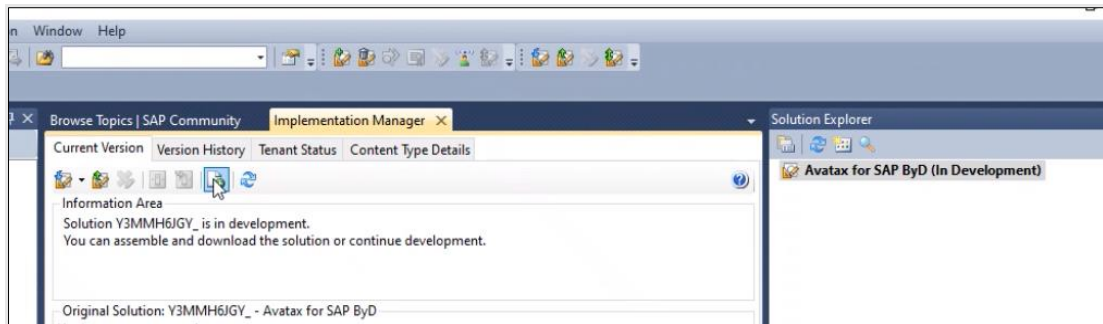 Window Help
Browse Topics | SAP Community
Implementation Manager
Solution Explorer
Current Version Version History Tenant Status Content Type Details
Avatax for SAP ByD (In Development)
Information Area
Solution Y3MMH6JGY_ is in development.
You can assemble and download the solution or continue development.
Original Solution: Y3MMH6JGY_ - Avatax for SAP ByD